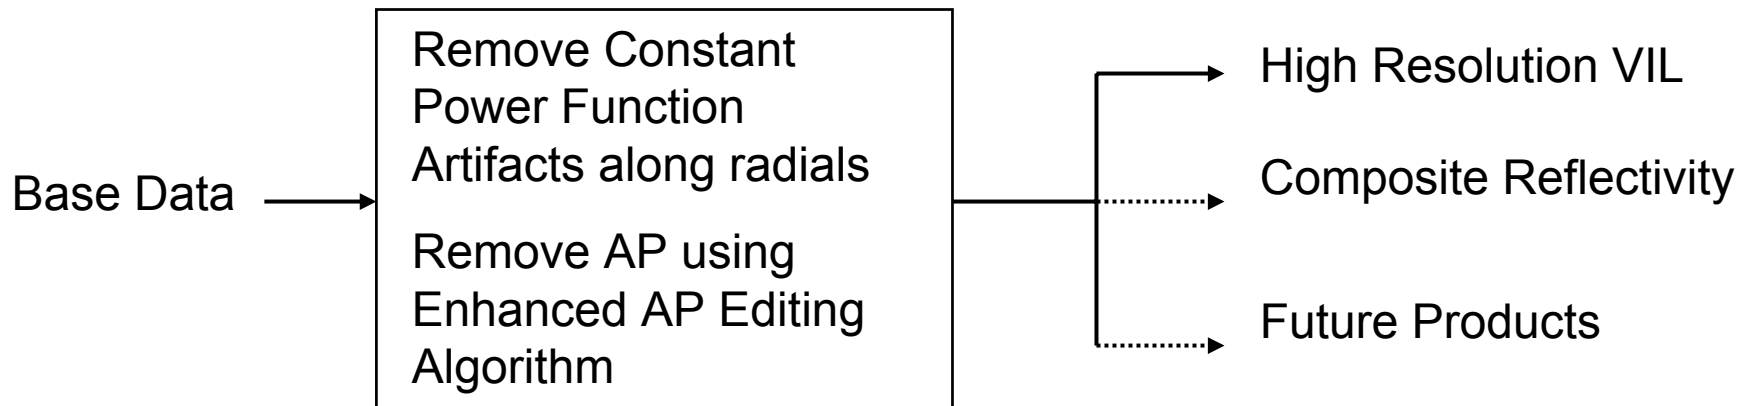 Base Data
Remove Constant
Power Function
Artifacts along radials
Remove AP using
Enhanced AP Editing
Algorithm
High Resolution VIL
Composite Reflectivity
Future Products